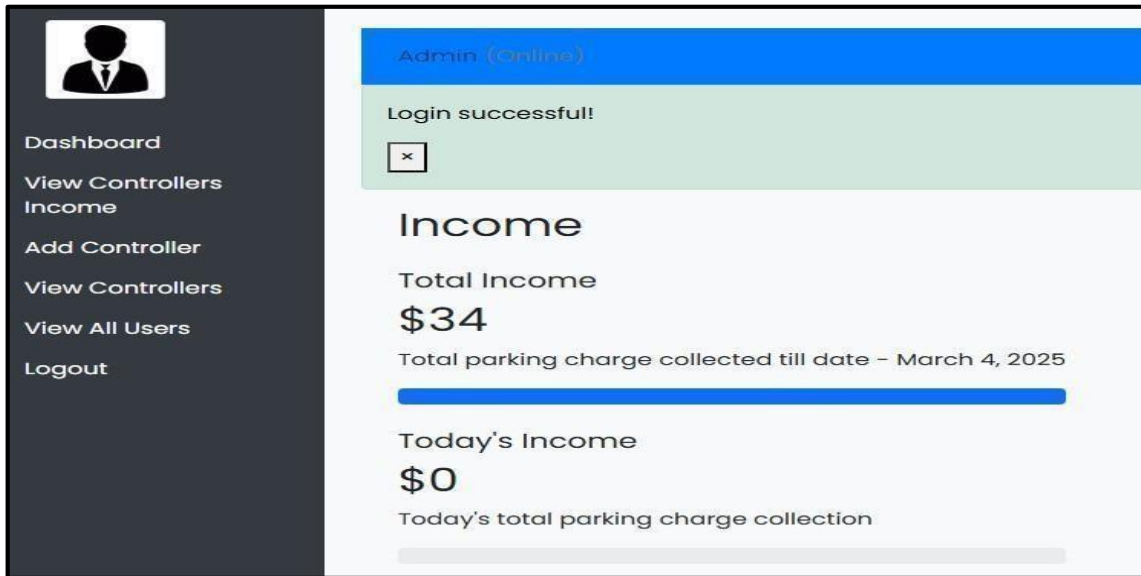 Dashboard
View Controllers
Income
Add Controller
View Controllers
View All Users
Logout
Admin (Online)
Login successful!
×
Income
Total Income
$34
Total parking charge collected till date - March 4, 2025
Today's Income
$0
Today's total parking charge collection